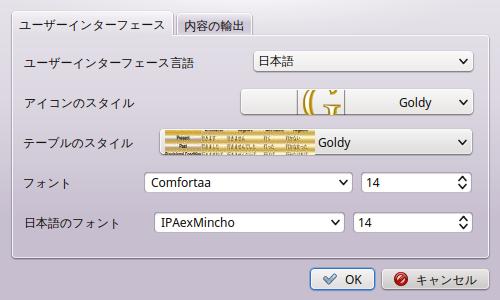 ユーザーインターフェース 内容の輸出
ユーザーインターフェース言語 日本語
アイコンのスタイル Goldy
テーブルのスタイル Goldy
フォント Comfortaa 14
日本語のフォント IPAexMincho 14
OK キャンセル